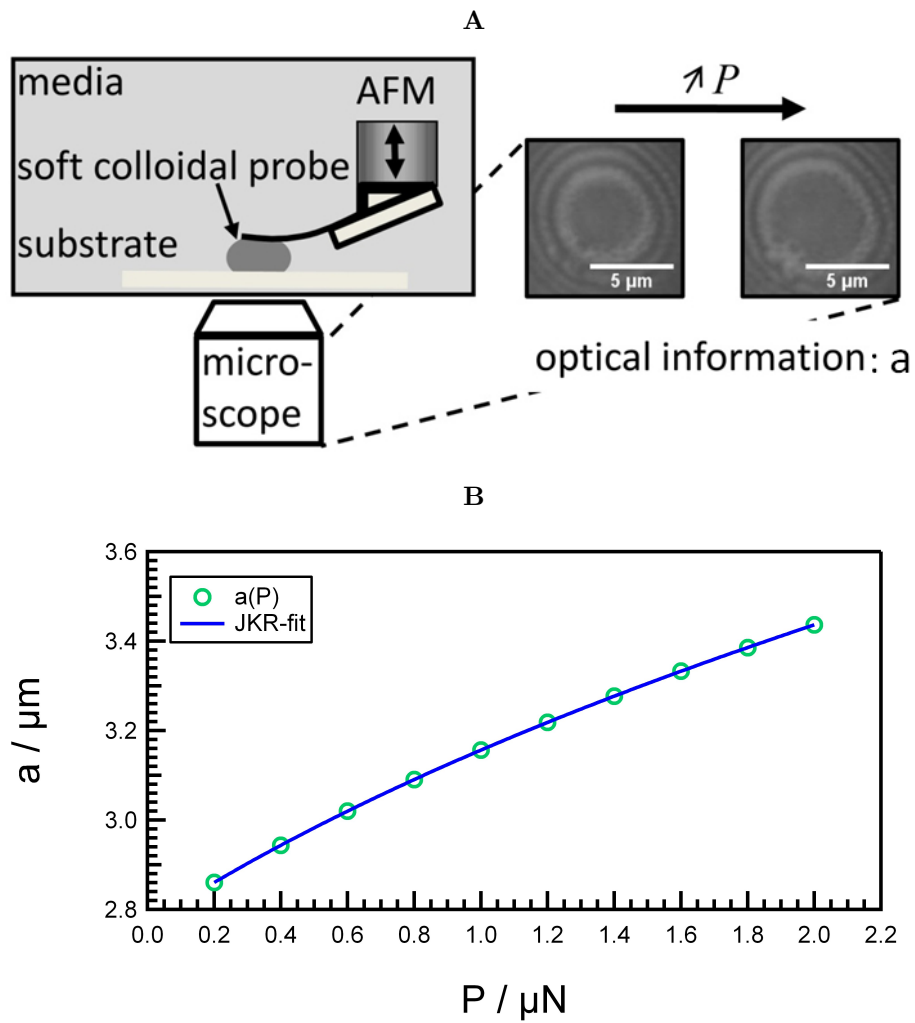 A
media
AFM
soft colloidal probe
substrate
micro-
scope
↗ P
5 µm
5 µm
optical information: a
B
3.6
3.4
3.2
3.0
2.8
a / µm
a(P)
JKR-fit
0.0 0.2 0.4 0.6 0.8 1.0 1.2 1.4 1.6 1.8 2.0 2.2
P / µN